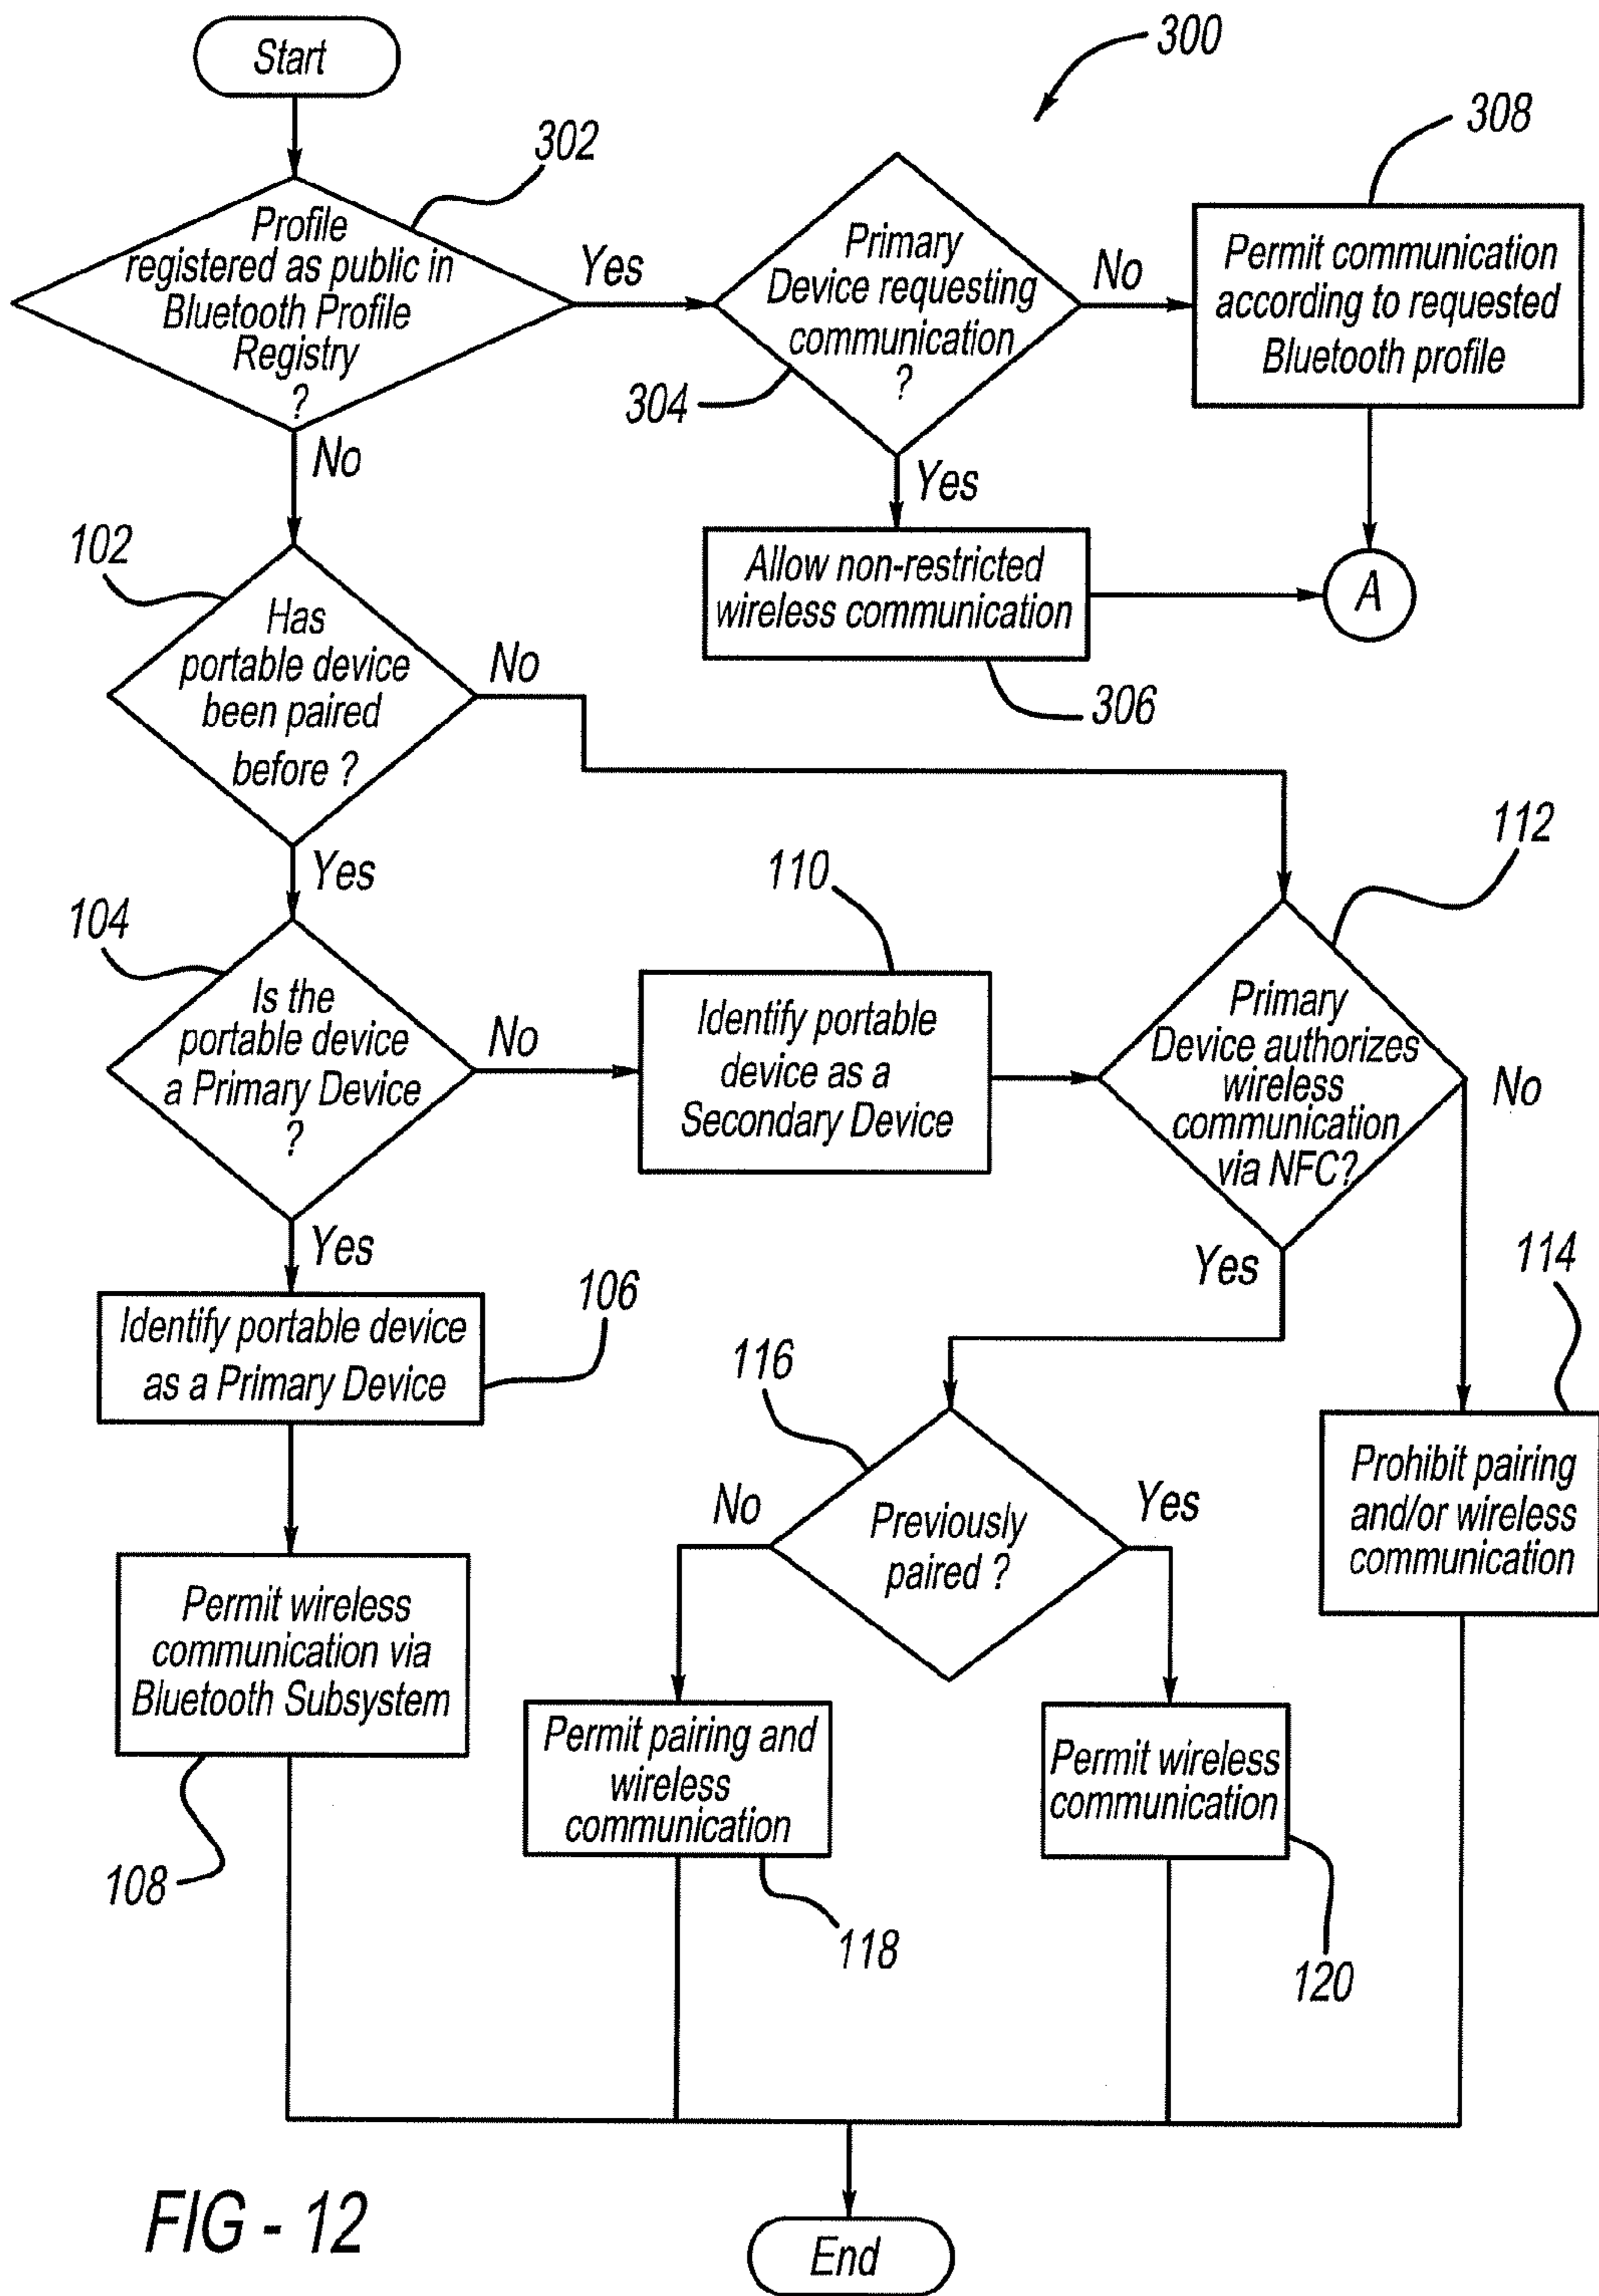 Start
300
302
308
Profile
registered as public in
Bluetooth Profile
Registry
?
Yes
Primary
Device requesting
communication
?
No
Permit communication
according to requested
Bluetooth profile
304
No
Yes
102
Allow non-restricted
wireless communication
A
306
Has
portable device
been paired
before ?
No
Yes
112
110
104
Is the
portable device
a Primary Device
?
No
Identify portable
device as a
Secondary Device
Primary
Device authorizes
wireless
communication
via NFC?
No
Yes
Yes
114
106
Identify portable device
as a Primary Device
116
Previously
paired ?
No
Yes
Prohibit pairing
and/or wireless
communication
Permit wireless
communication via
Bluetooth Subsystem
108
Permit pairing and
wireless
communication
118
Permit wireless
communication
120
FIG - 12
End